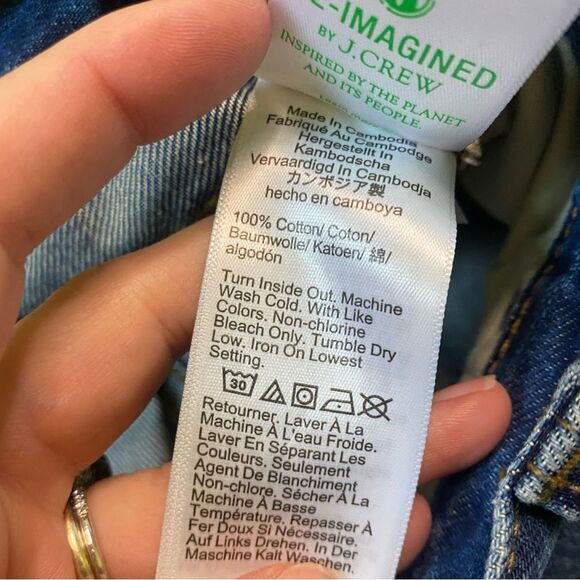 -IMAGINED
BY J.CREW
INSPIRED BY THE PLANET
AND ITS PEOPLE.
Made In Cambodia
Fabriqué Au Cambodge
Hergestellt In
Kambodscha
Vervaardigd In Cambodja
カンボジア製
hecho en camboya
100% Cotton/ Coton/
Baumwolle/ Katoen/ 綿/
algodón
Turn Inside Out. Machine
Wash Cold. With Like
Colors. Non-chlorine
Bleach Only. Tumble Dry
Low. Iron On Lowest
Setting.
30
Retourner. Laver À La
Machine À L'eau Froide.
Laver En Séparant Les
Couleurs. Seulement
Agent De Blanchiment
Non-chlore. Sécher À La
Machine À Basse
Température. Repasser À
Fer Doux Si Nécessaire.
Auf Links Drehen. In Der
Maschine Kalt Waschen.